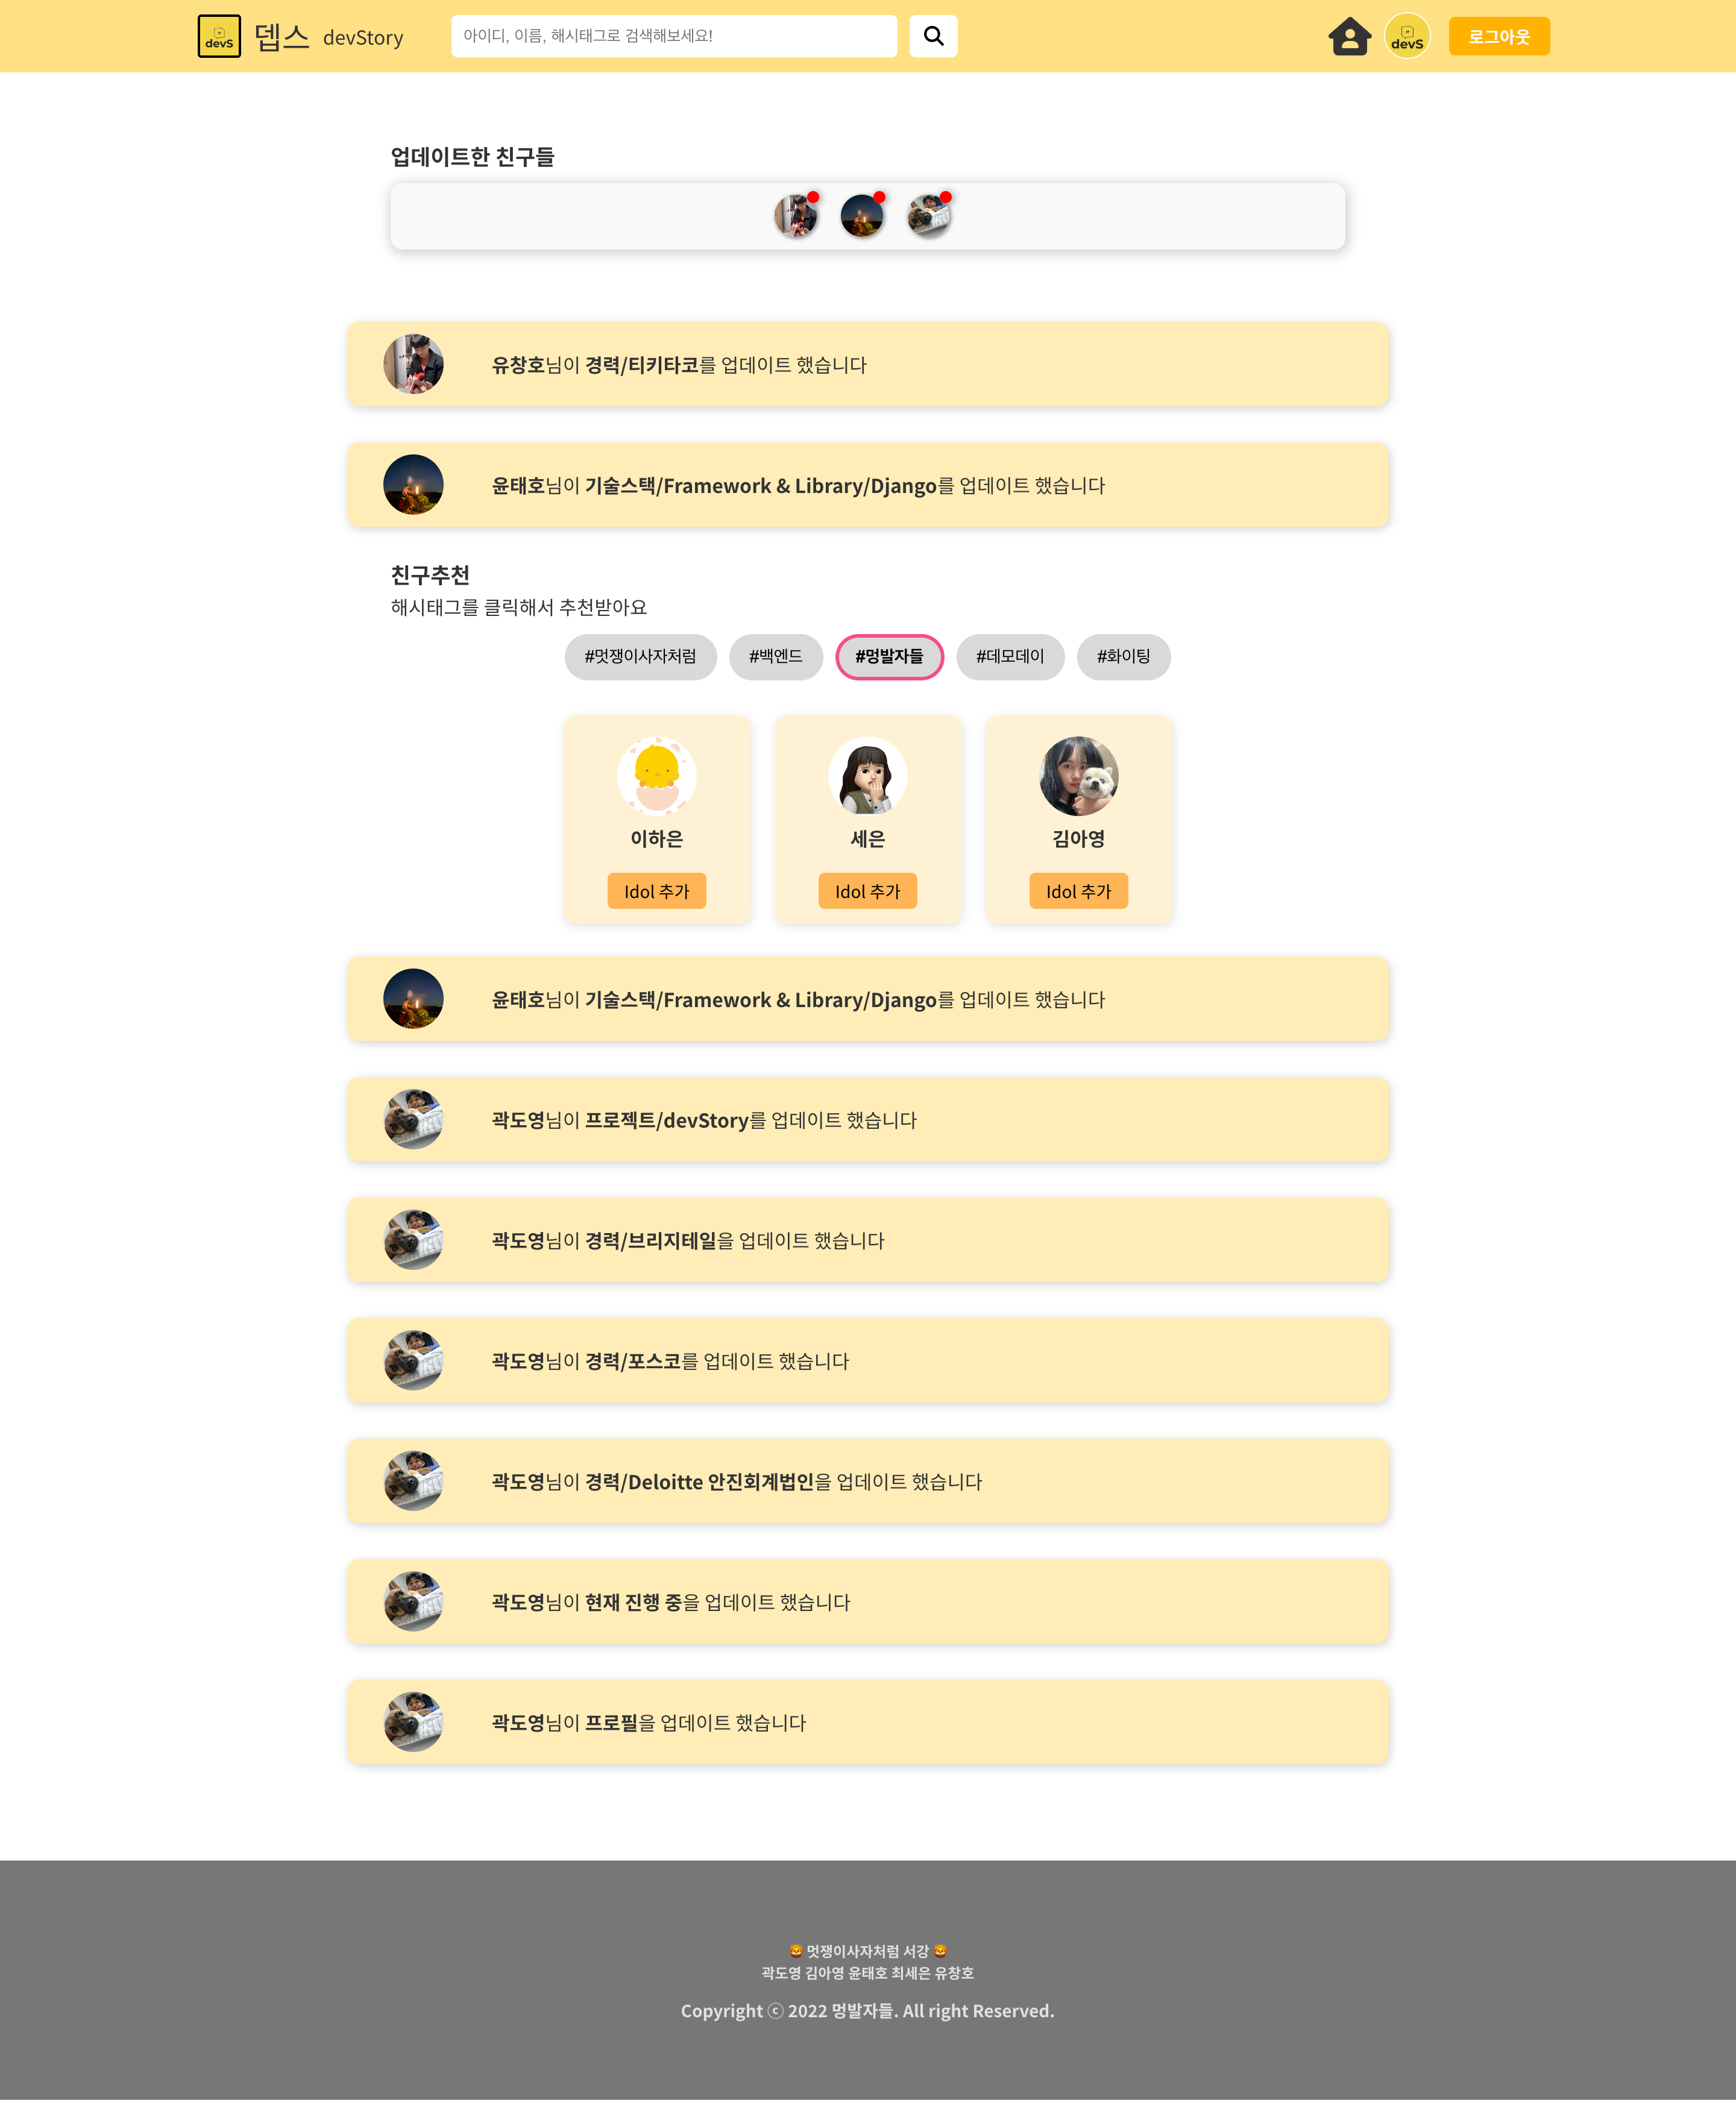 devS 뎁스 devStory 아이디, 이름, 해시태그로 검색해보세요! devS 로그아웃
업데이트한 친구들
유창호님이 경력/티키타코를 업데이트 했습니다
윤태호님이 기술스택/Framework & Library/Django를 업데이트 했습니다
친구추천
해시태그를 클릭해서 추천받아요
#멋쟁이사자처럼 #백엔드 #멍발자들 #데모데이 #화이팅
이하은 세은 김아영
Idol 추가 Idol 추가 Idol 추가
윤태호님이 기술스택/Framework & Library/Django를 업데이트 했습니다
곽도영님이 프로젝트/devStory를 업데이트 했습니다
곽도영님이 경력/브리지테일을 업데이트 했습니다
곽도영님이 경력/포스코를 업데이트 했습니다
곽도영님이 경력/Deloitte 안진회계법인을 업데이트 했습니다
곽도영님이 현재 진행 중을 업데이트 했습니다
곽도영님이 프로필을 업데이트 했습니다
🦁 멋쟁이사자처럼 서강 🦁
곽도영 김아영 윤태호 최세은 유창호
Copyright ⓒ 2022 멍발자들. All right Reserved.